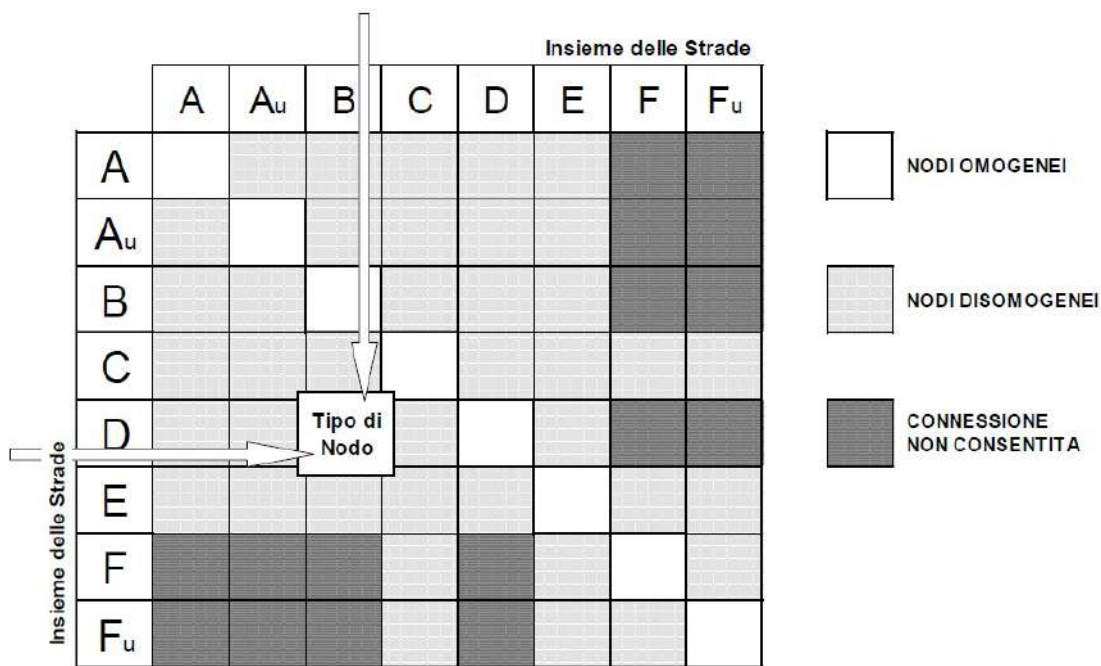 Insieme delle Strade
A Au B C D E F Fu
A
Au
B
C
D
E
F
Fu
Tipo di
Nodo
Insieme delle Strade
NODI OMOGENEI
NODI DISOMOGENEI
CONNESSIONE
NON CONSENTITA